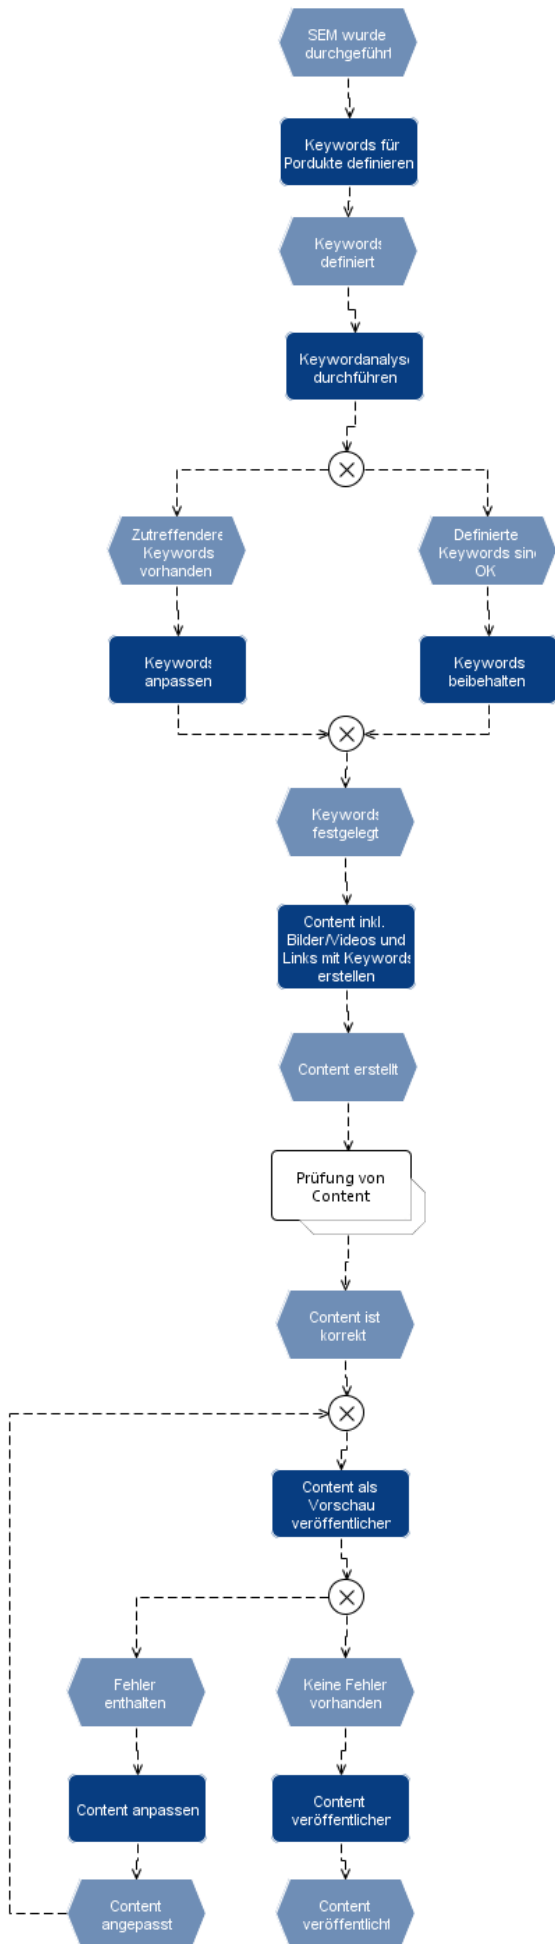 SEM wurde
durchgeführt
Keywords für
Pordukte definieren
Keywords
definiert
Keywordanalyse
durchführen
Zutreffendere
Keywords
vorhanden
Definierte
Keywords sind
OK
Keywords
anpassen
Keywords
beibehalten
Keywords
festgelegt
Content inkl.
Bilder/Videos und
Links mit Keywords
erstellen
Content erstellt
Prüfung von
Content
Content ist
korrekt
Content als
Vorschau
veröffentlichen
Fehler
enthalten
Keine Fehler
vorhanden
Content anpassen
Content
veröffentlichen
Content
angepasst
Content
veröffentlicht